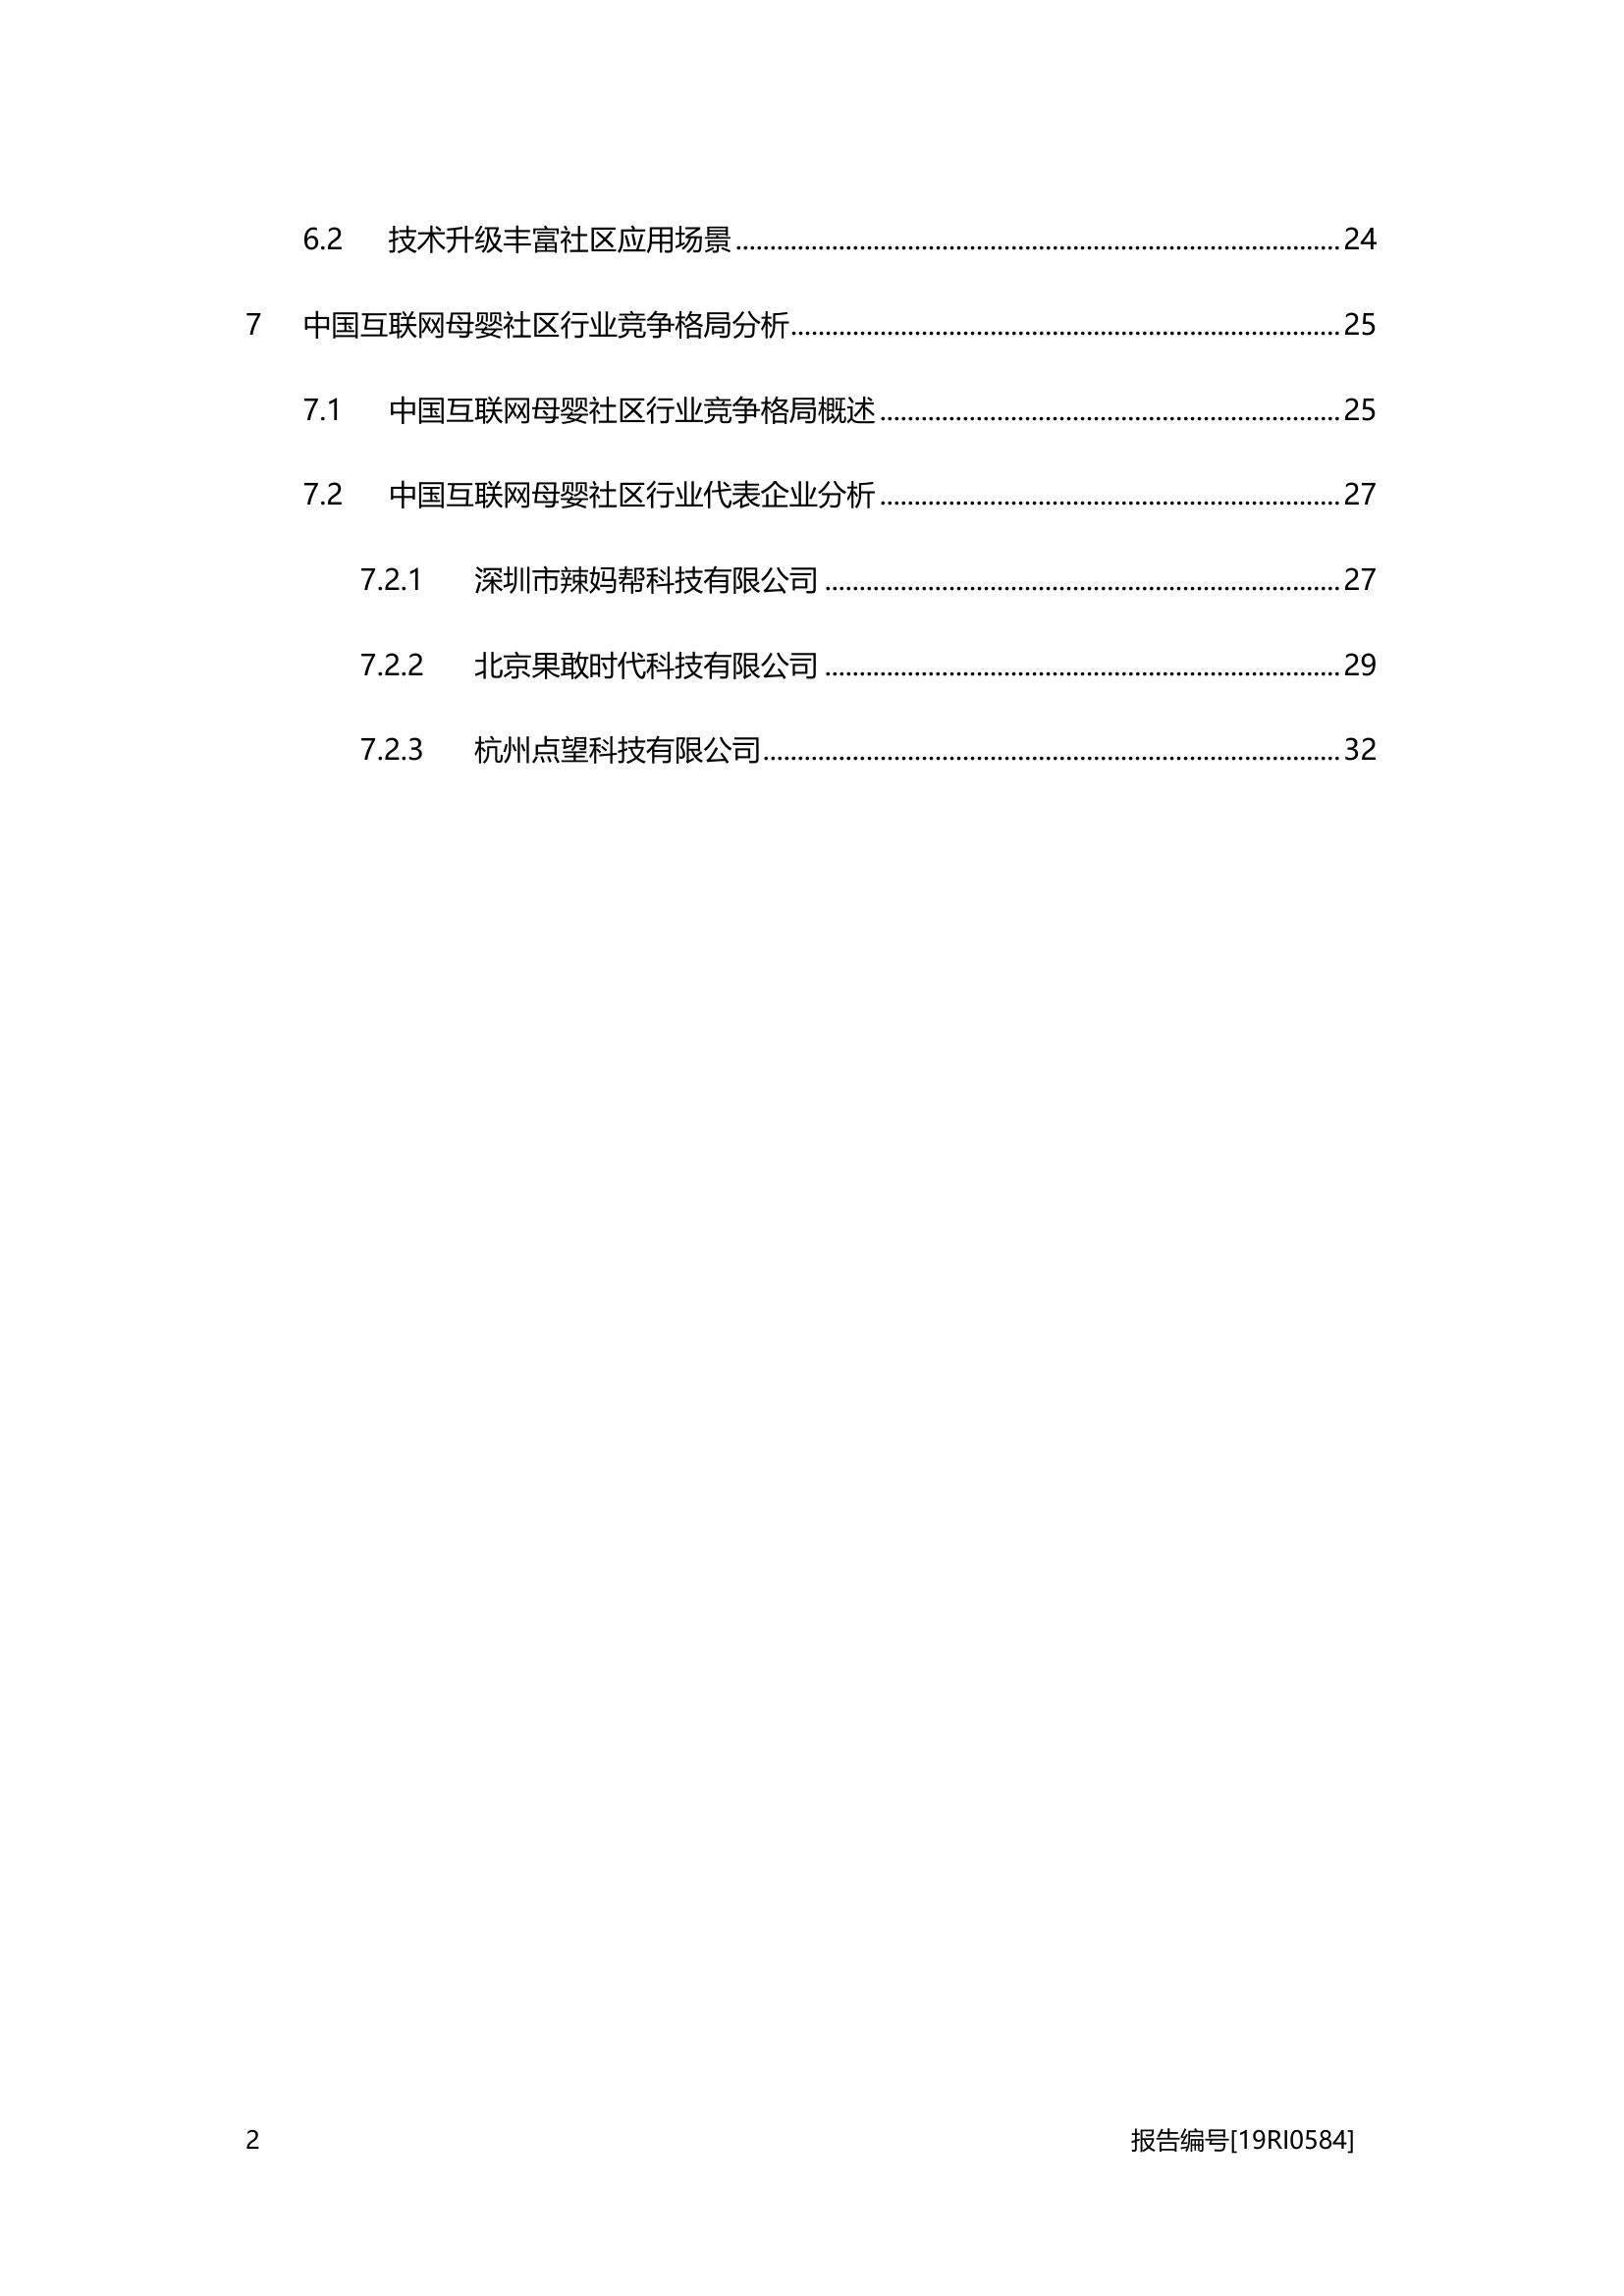 6.2 技术升级丰富社区应用场景........................................................................................24
7 中国互联网母婴社区行业竞争格局分析................................................................................25
7.1 中国互联网母婴社区行业竞争格局概述...................................................................25
7.2 中国互联网母婴社区行业代表企业分析...................................................................27
7.2.1 深圳市辣妈帮科技有限公司...........................................................................27
7.2.2 北京果敢时代科技有限公司...........................................................................29
7.2.3 杭州点望科技有限公司....................................................................................32
2 报告编号[19RI0584]